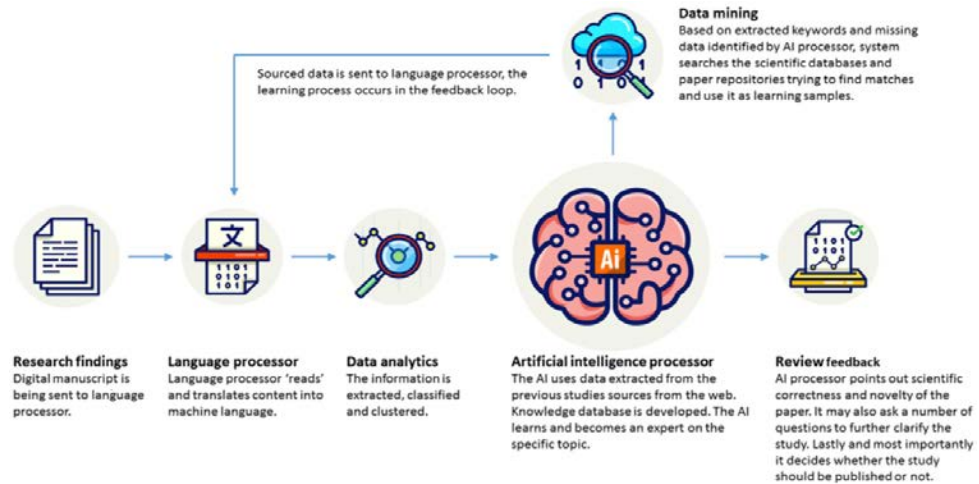 Data mining
Based on extracted keywords and missing
data identified by AI processor, system
searches the scientific databases and
paper repositories trying to find matches
and use it as learning samples.
Sourced data is sent to language processor, the
learning process occurs in the feedback loop.
1 0 1
0 1 0 1
文
1101
0101
101
Ai
1101
010
Research findings
Digital manuscript is
being sent to language
processor.
Language processor
Language processor 'reads'
and translates content into
machine language.
Data analytics
The information is
extracted, classified
and clustered.
Artificial intelligence processor
The AI uses data extracted from the
previous studies sources from the web.
Knowledge database is developed. The AI
learns and becomes an expert on the
specific topic.
Review feedback
AI processor points out scientific
correctness and novelty of the
paper. It may also ask a number of
questions to further clarify the
study. Lastly and most importantly
it decides whether the study
should be published or not.